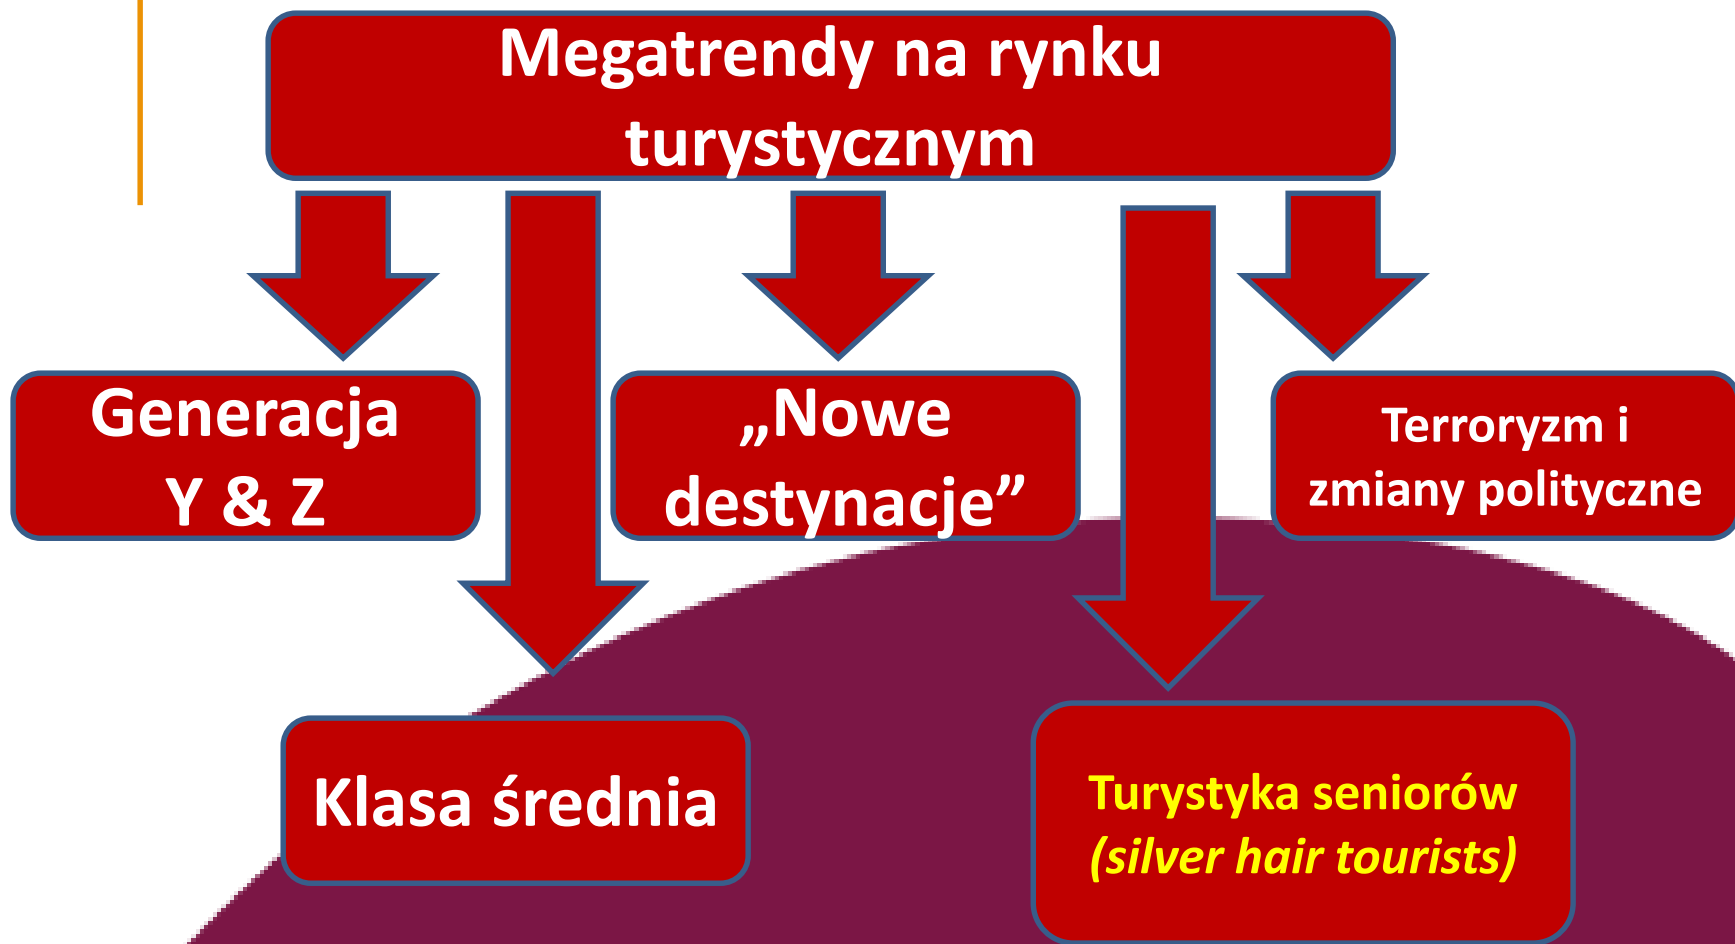 Megatrendy na rynku
turystycznym
Generacja
Y & Z
„Nowe
destynacje”
Terroryzm i
zmiany polityczne
Klasa średnia
Turystyka seniorów
(silver hair tourists)